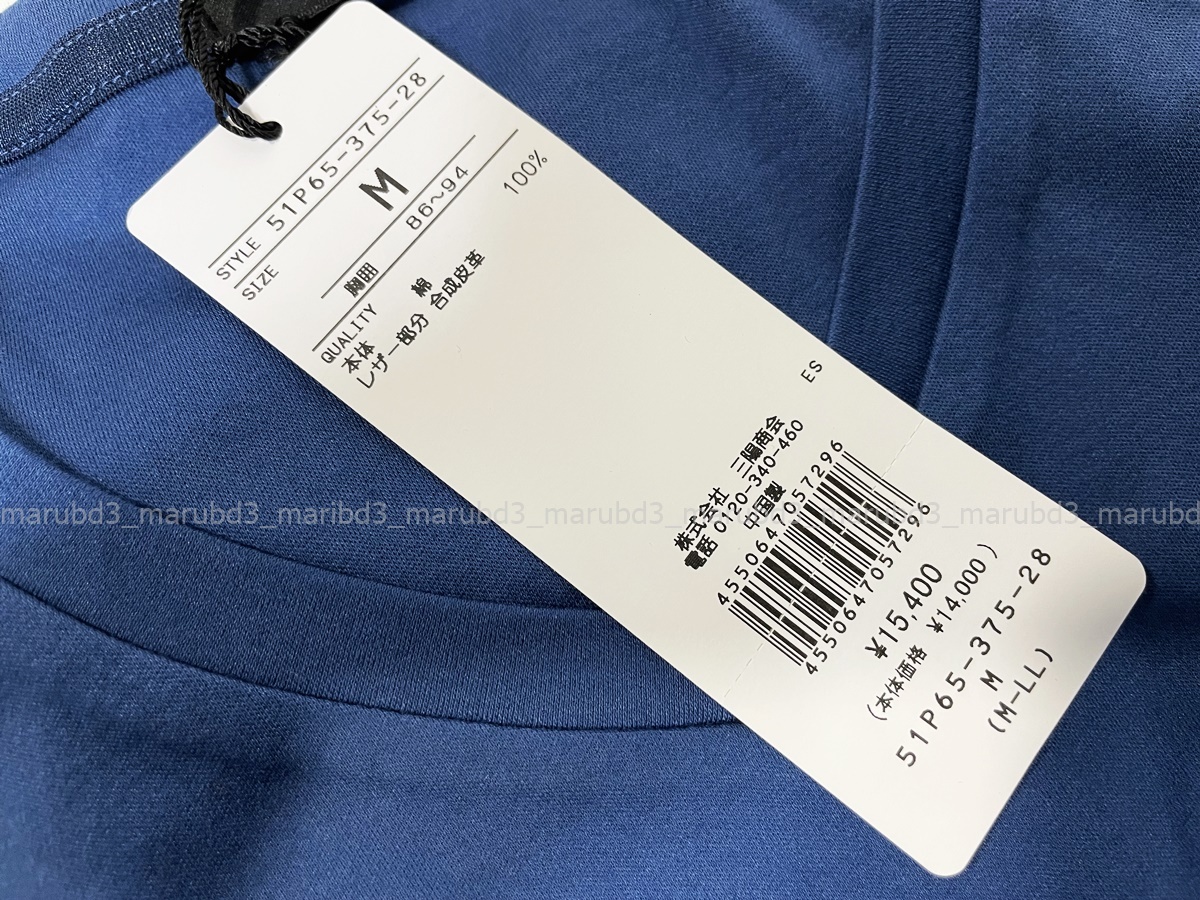 STYLE 51P65-375-28
SIZE M
胸囲 86~94
QUALITY
本体 綿 100%
レザー部分 合成皮革
ES
株式会社 三陽商会
電話 0120-340-460
中国製
4550647057296
4550647057296
¥15,400
(本体価格 ¥14,000)
51P65-375-28
M
(M-LL)
marubd3_marubd3_maribd3_marubd3_marubd3_marubd3_marubd3_marubd